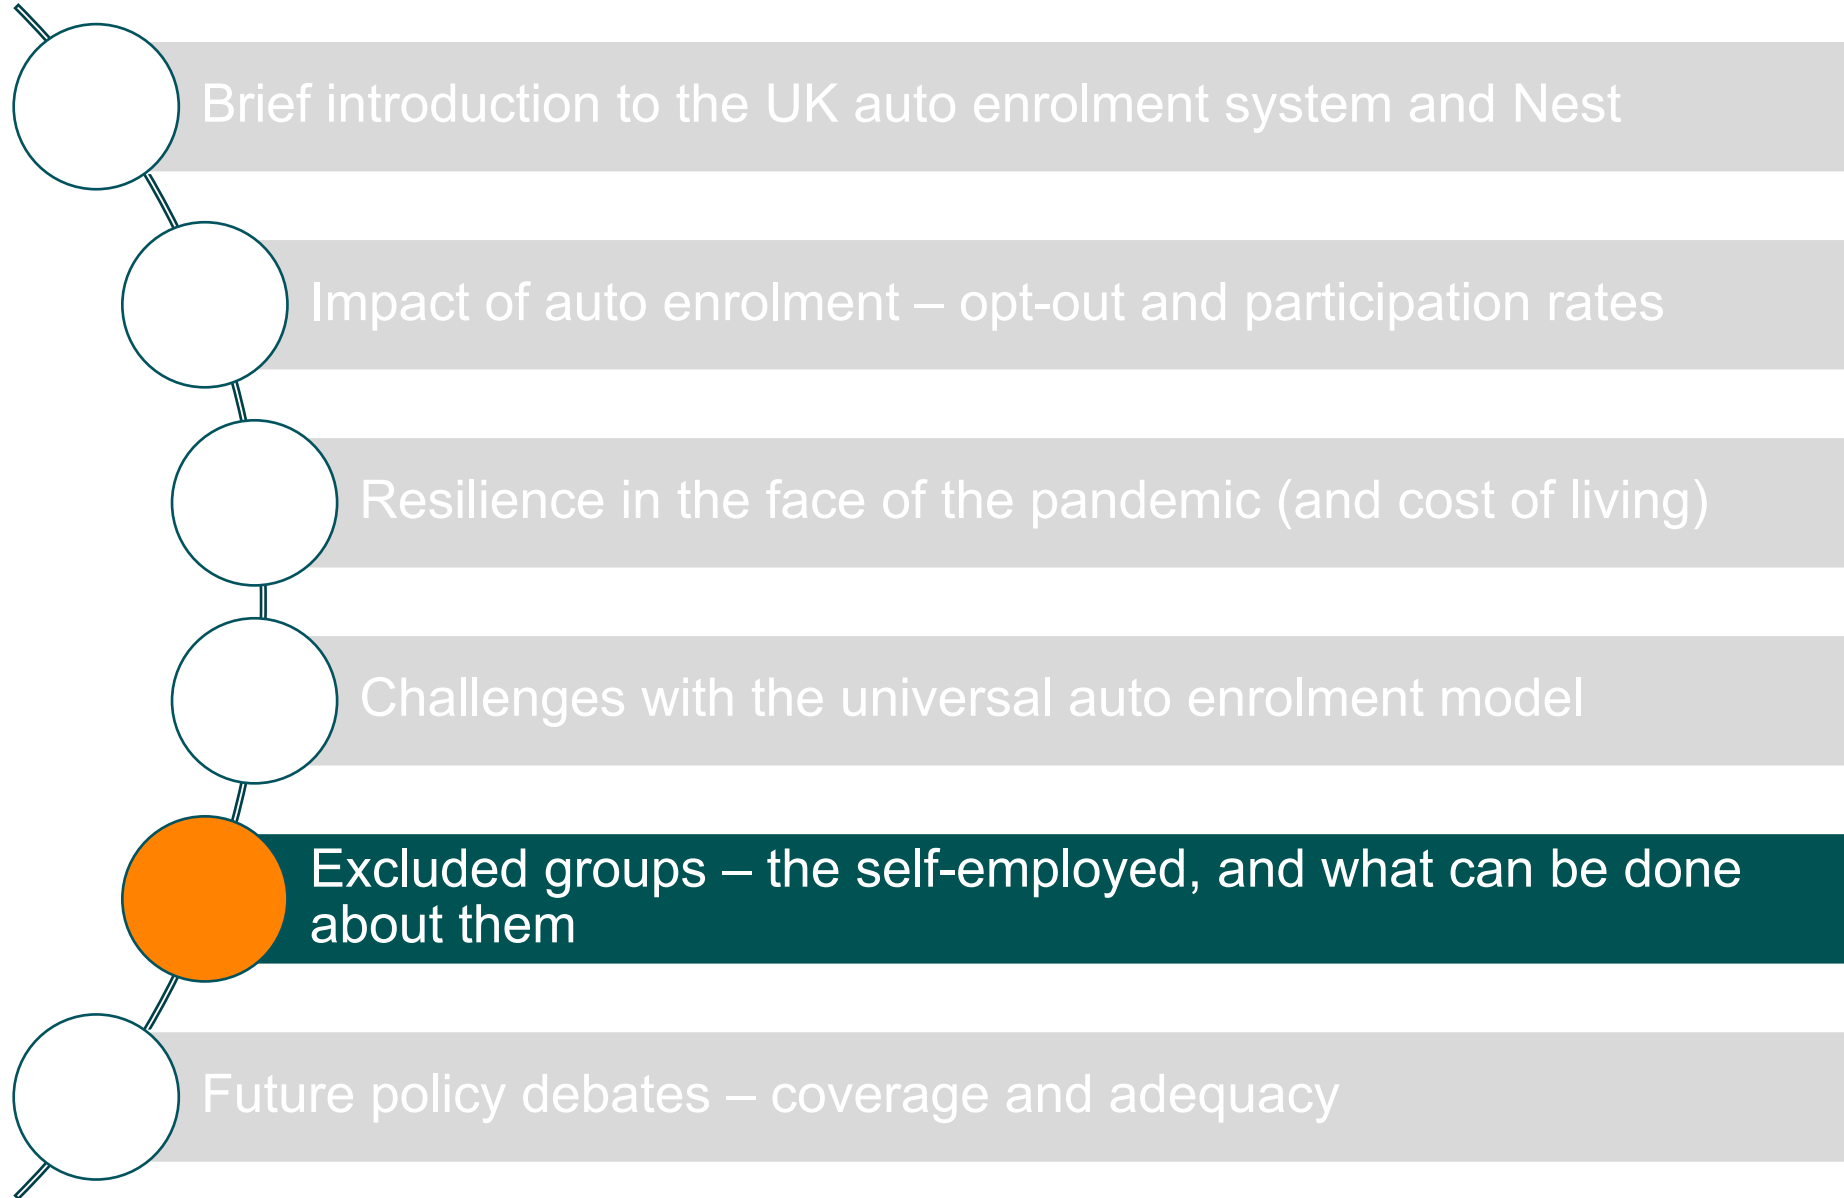 Brief introduction to the UK auto enrolment system and Nest
Impact of auto enrolment – opt-out and participation rates
Resilience in the face of the pandemic (and cost of living)
Challenges with the universal auto enrolment model
Excluded groups – the self-employed, and what can be done
about them
Future policy debates – coverage and adequacy